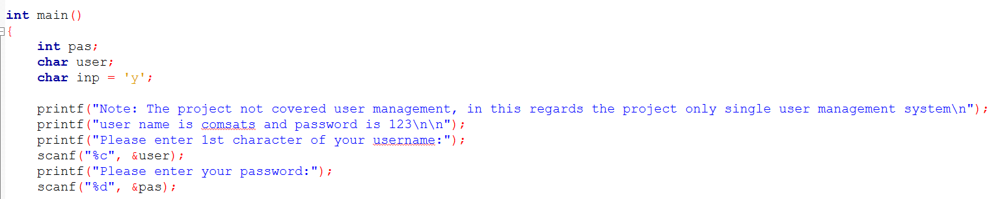 int main()
{
int pas;
char user;
char inp = 'y';
printf("Note: The project not covered user management, in this regards the project only single user management system\n");
printf("user name is comsats and password is 123\n\n");
printf("Please enter 1st character of your username:");
scanf("%c", &user);
printf("Please enter your password:");
scanf("%d", &pas);